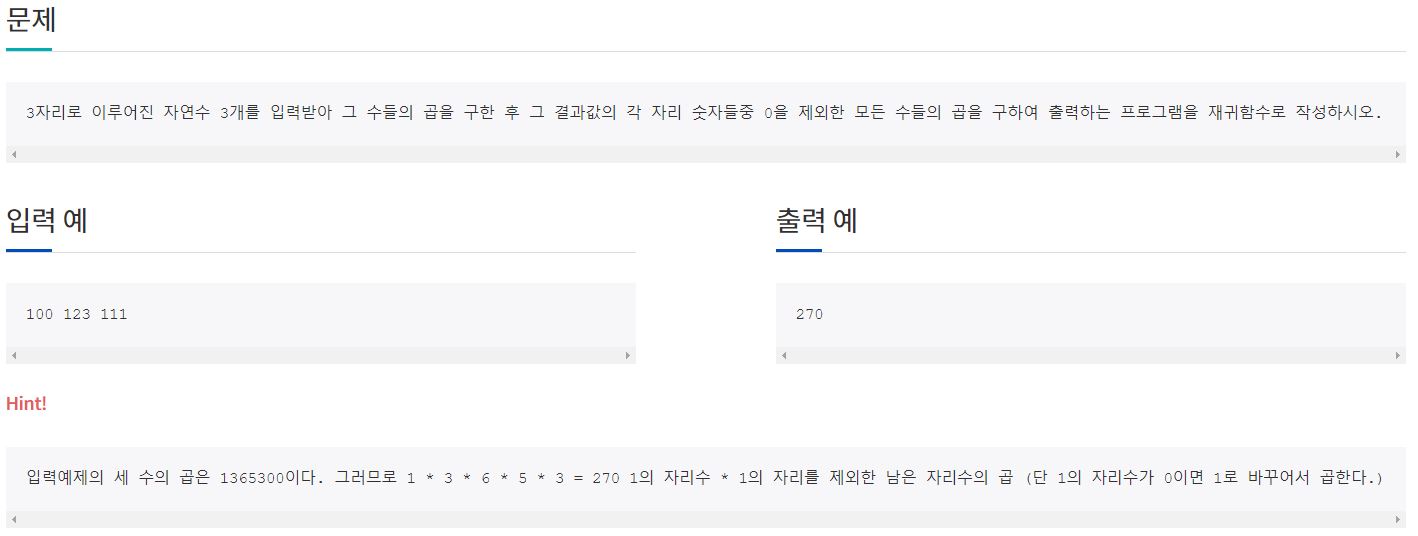 문제
3자리로 이루어진 자연수 3개를 입력받아 그 수들의 곱을 구한 후 그 결과값의 각 자리 숫자들중 0을 제외한 모든 수들의 곱을 구하여 출력하는 프로그램을 재귀함수로 작성하시오.
입력 예
100 123 111
출력 예
270
Hint!
입력예제의 세 수의 곱은 1365300이다. 그러므로 1 * 3 * 6 * 5 * 3 = 270 1의 자리수 * 1의 자리를 제외한 남은 자리수의 곱 (단 1의 자리수가 0이면 1로 바꾸어서 곱한다.)